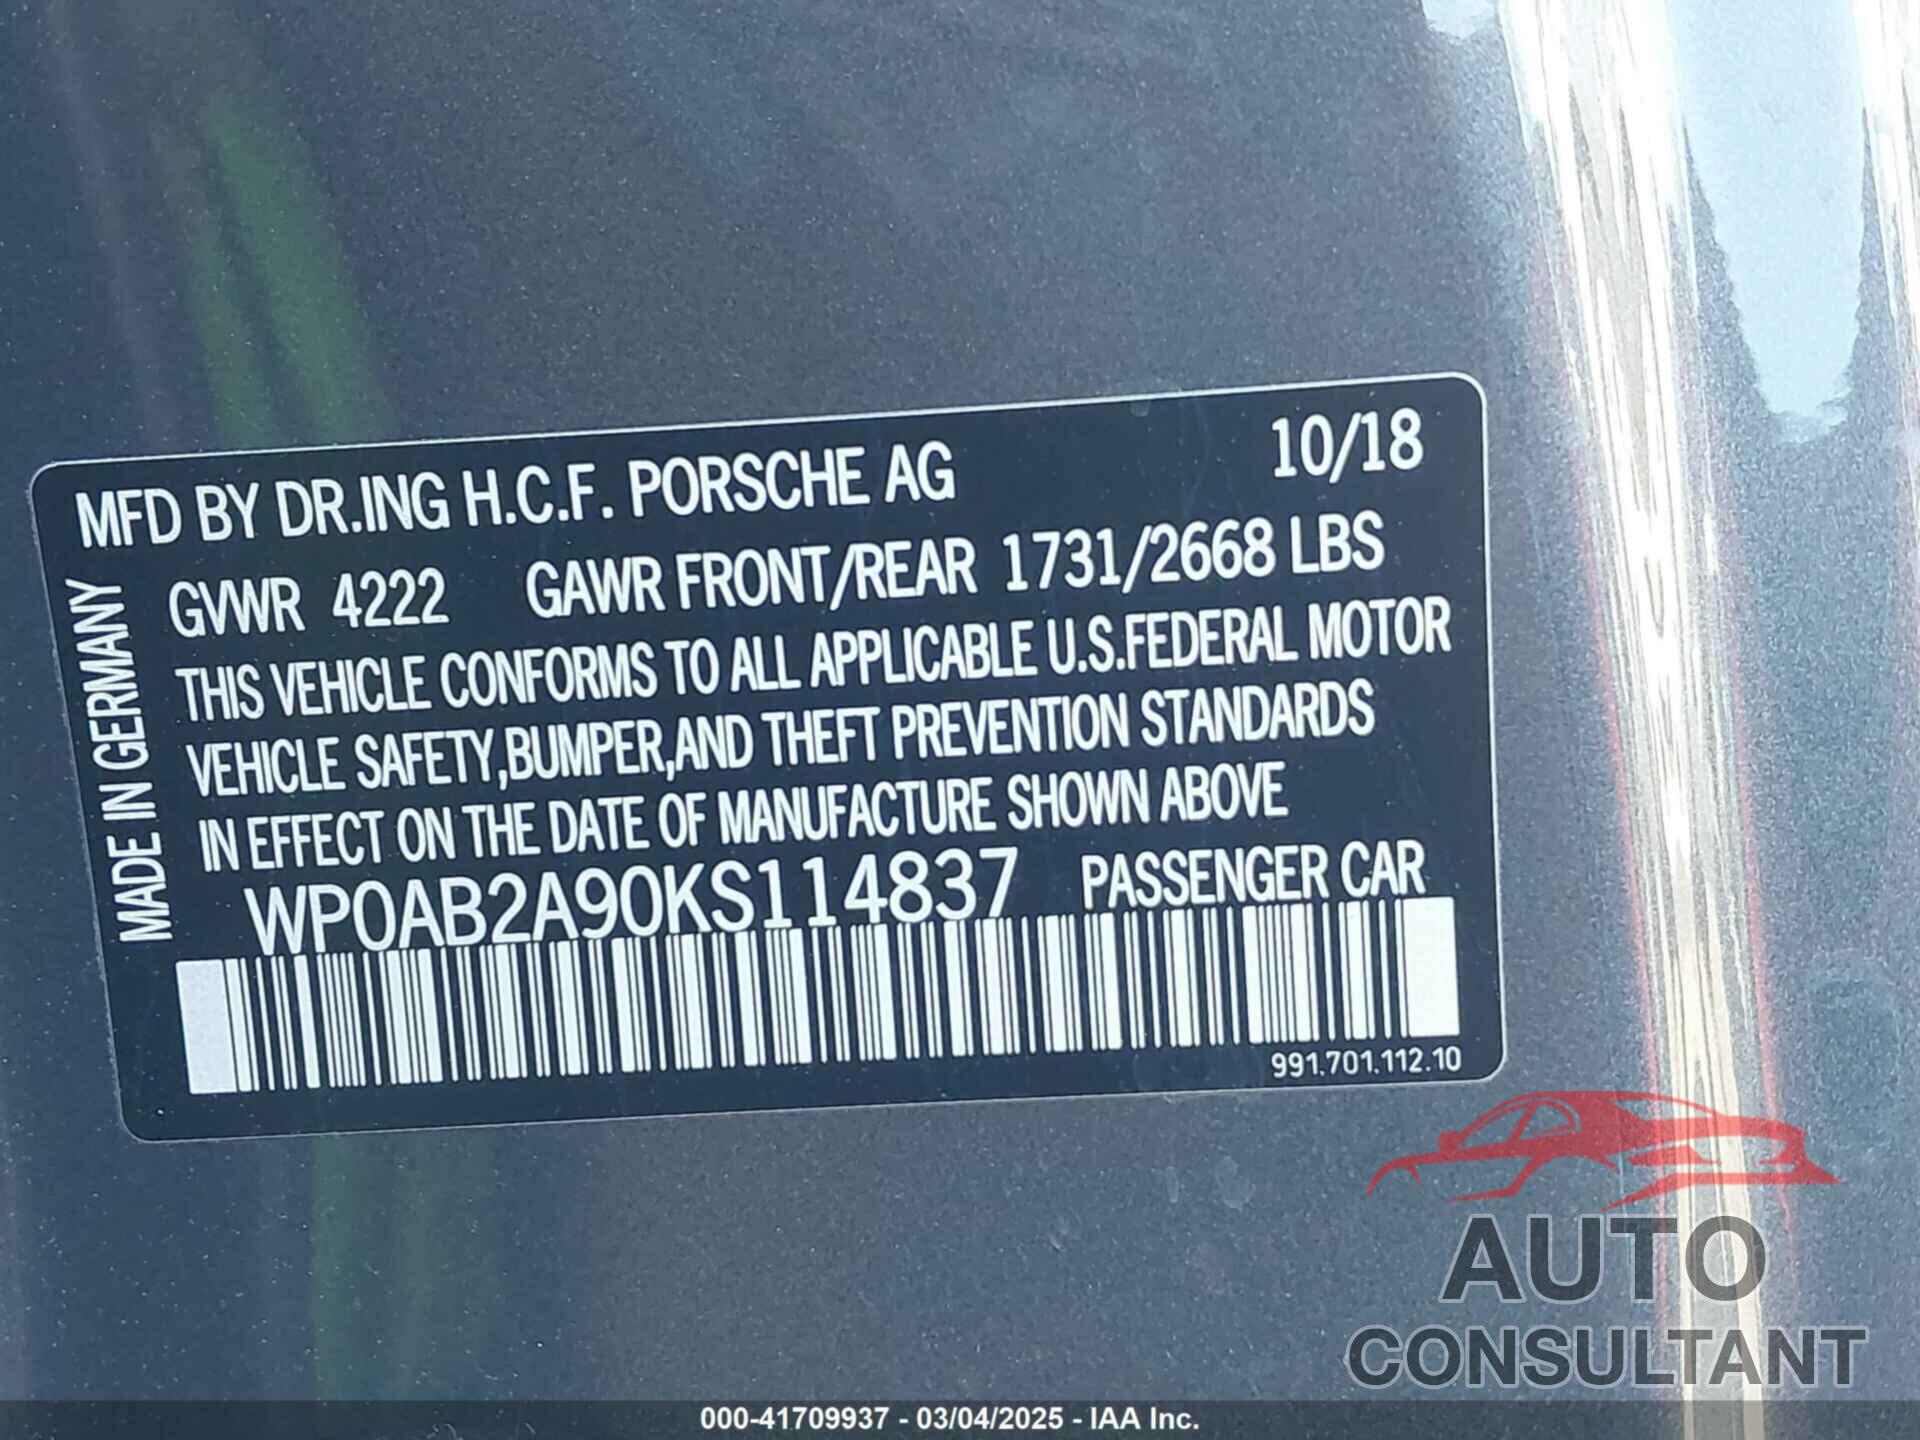 MFD BY DR.ING H.C.F. PORSCHE AG 10/18
GVWR 4222 GAWR FRONT/REAR 1731/2668 LBS
THIS VEHICLE CONFORMS TO ALL APPLICABLE U.S.FEDERAL MOTOR
VEHICLE SAFETY,BUMPER,AND THEFT PREVENTION STANDARDS
IN EFFECT ON THE DATE OF MANUFACTURE SHOWN ABOVE
WP0AB2A90KS114837 PASSENGER CAR
MADE IN GERMANY
991.701.112.10
AUTO
CONSULTANT
000-41709937 - 03/04/2025 - IAA Inc.